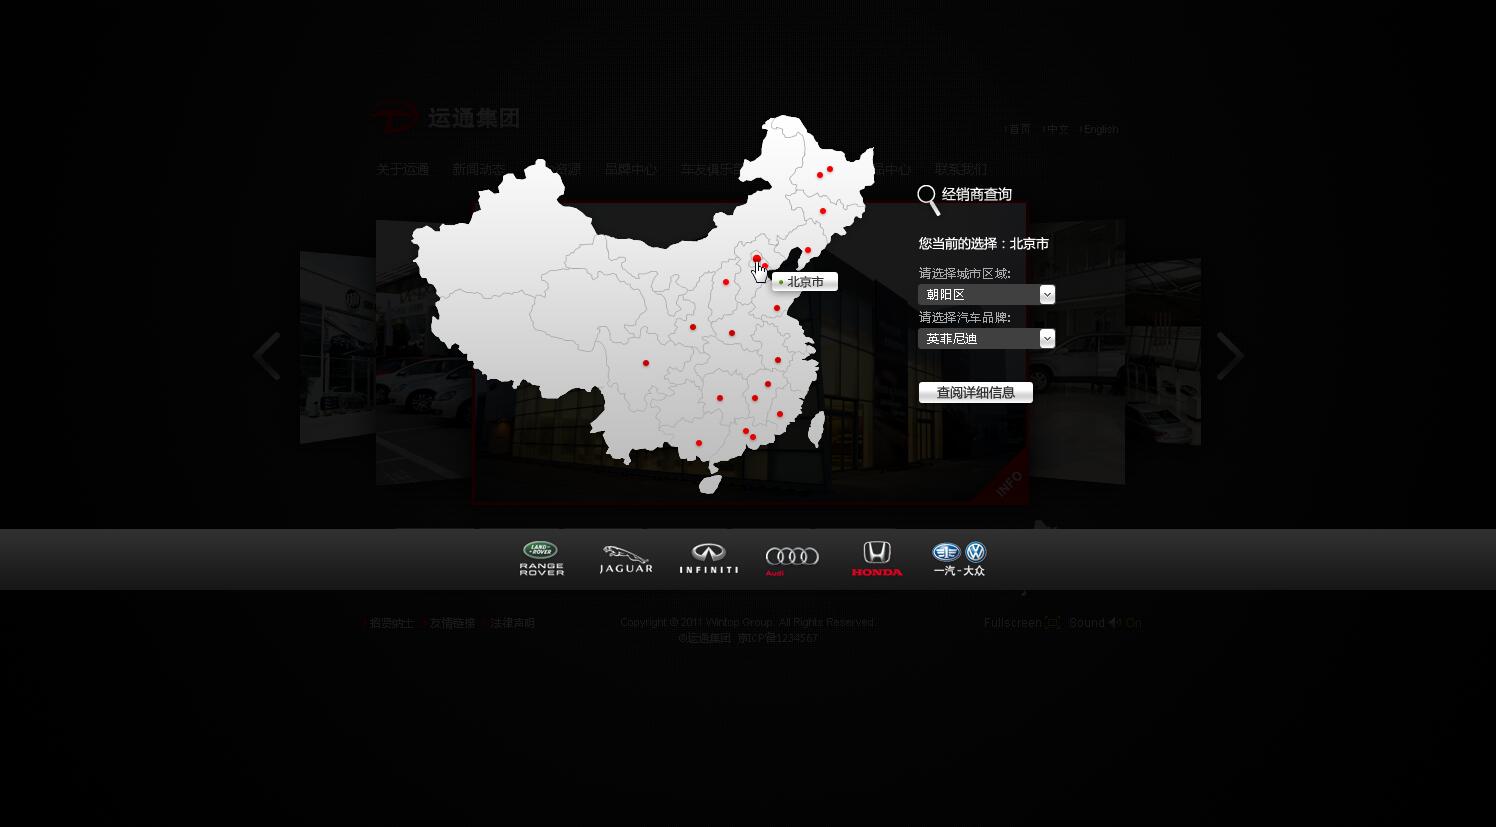 运通集团
首页 中文 English
关于运通 新闻动态 资源 品牌中心 车友俱乐部 品中心 联系我们
经销商查询
您当前的选择：北京市
请选择城市区域:
朝阳区
请选择汽车品牌:
英菲尼迪
查阅详细信息
北京市
INFO
LAND-ROVER
RANGE ROVER
JAGUAR
INFINITI
Audi
HONDA
一汽-大众
招贤纳士 友情链接 法律声明
Copyright © 2011 Wintop Group. All Rights Reserved.
©运通集团 京ICP备1234567
Fullscreen Sound On